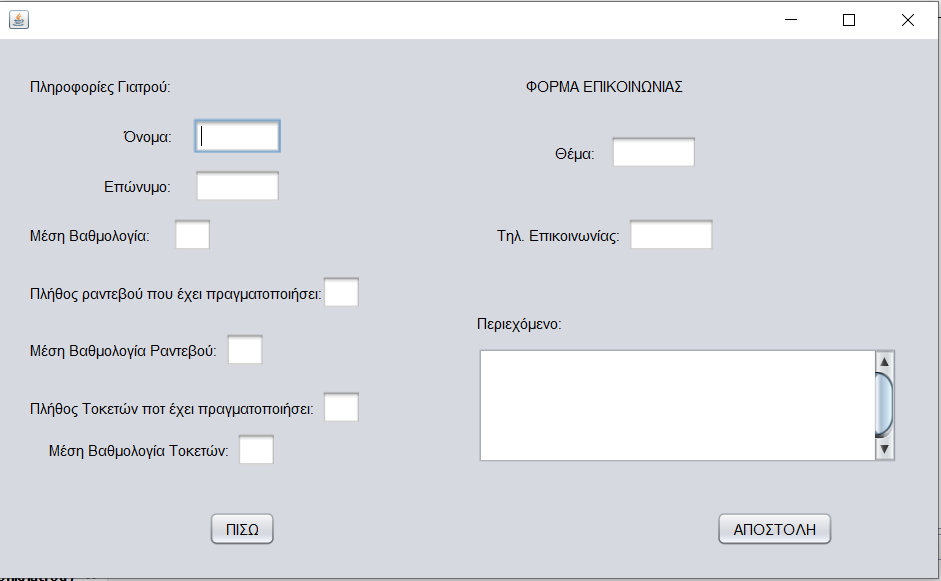 Πληροφορίες Γιατρού:
Όνομα:
Επώνυμο:
Μέση Βαθμολογία:
Πλήθος ραντεβού που έχει πραγματοποιήσει:
Μέση Βαθμολογία Ραντεβού:
Πλήθος Τοκετών ποτ έχει πραγματοποιήσει:
Μέση Βαθμολογία Τοκετών:
ΠΙΣΩ
ΦΟΡΜΑ ΕΠΙΚΟΙΝΩΝΙΑΣ
Θέμα:
Τηλ. Επικοινωνίας:
Περιεχόμενο:
ΑΠΟΣΤΟΛΗ